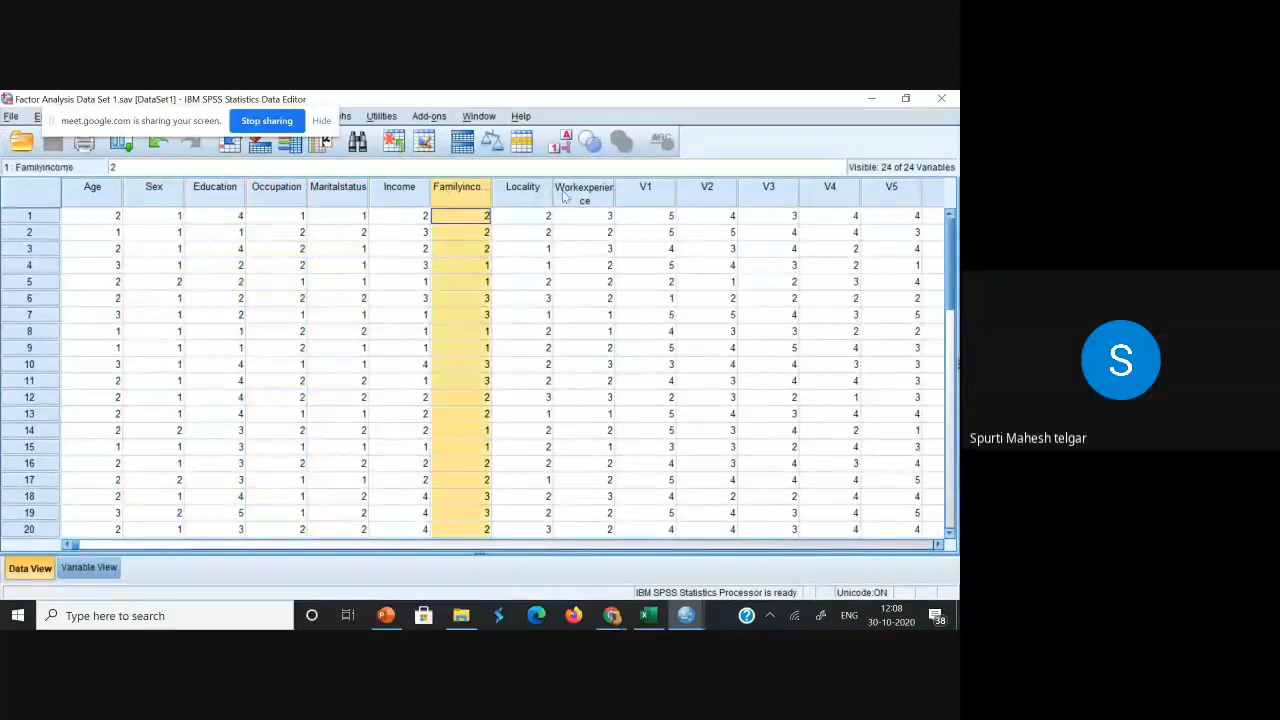 Factor Analysis Data Set 1.sav [DataSet1] - IBM SPSS Statistics Data Editor
File E hs Utilities Add-ons Window Help
meet.google.com is sharing your screen. Stop sharing Hide
1 : Familyincome 2 Visible: 24 of 24 Variables
Age Sex Education Occupation Maritalstatus Income Familyinco... Locality Workexperier V1 V2 V3 V4 V5
ce
1 2 1 4 1 1 2 2 2 3 5 4 3 4 4
2 1 1 1 2 2 3 2 2 2 5 5 4 4 3
3 2 1 4 2 1 2 2 1 3 4 3 4 2 4
4 3 1 2 2 1 3 1 1 2 5 4 3 2 1
5 2 2 2 1 1 1 1 2 2 2 1 2 3 4
6 2 1 2 2 2 3 3 3 2 1 2 2 2 2
7 3 1 2 1 1 1 3 1 1 5 5 4 3 5
8 1 1 1 2 2 1 1 2 1 4 3 3 2 2
9 1 1 1 2 1 1 1 2 2 5 4 5 4 3
10 3 1 4 1 1 4 3 2 3 3 4 4 3 3
11 2 1 4 2 2 1 3 2 2 4 3 4 4 3
12 2 1 4 2 2 2 2 3 3 2 3 2 1 3
13 2 1 4 1 1 2 2 1 1 5 4 3 4 4
14 2 2 3 2 2 2 1 2 2 5 3 4 2 1
15 1 1 3 1 1 1 1 2 1 3 3 2 4 3
16 2 1 3 2 2 2 2 2 2 4 3 4 3 4
17 2 2 3 1 1 2 2 1 2 5 4 4 4 5
18 2 1 4 1 2 4 3 2 3 4 2 2 4 4
19 3 2 5 1 2 4 3 2 2 5 4 3 4 5
20 2 1 3 2 2 4 2 3 2 4 4 3 4 4
Data View Variable View
IBM SPSS Statistics Processor is ready Unicode:ON
Type here to search
ENG 12:08
30-10-2020 38
S
Spurti Mahesh telgar